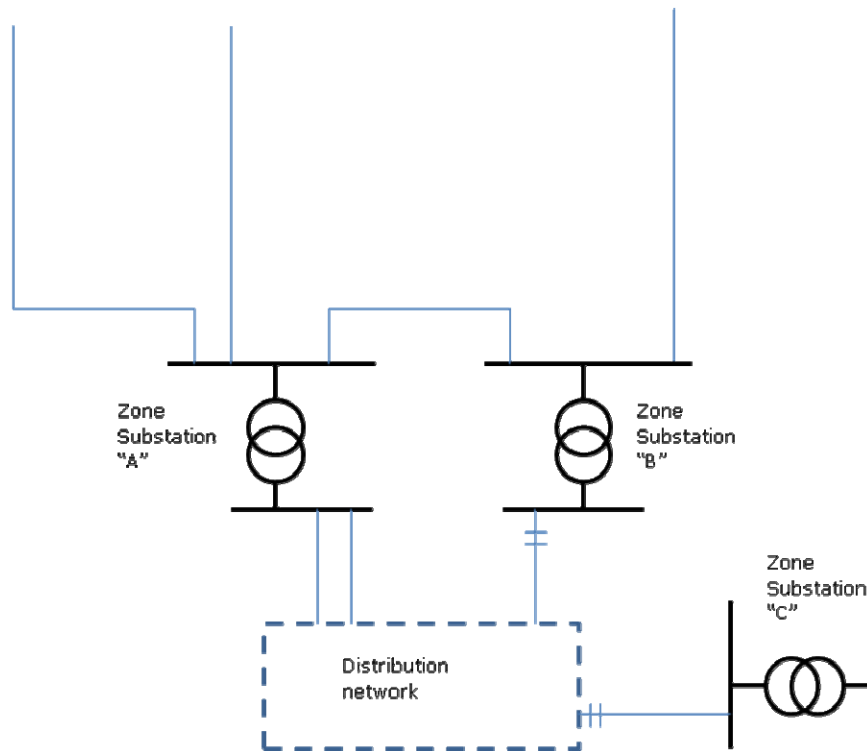 Zone
Substation
“A”
Zone
Substation
“B”
Zone
Substation
“C”
Distribution
network